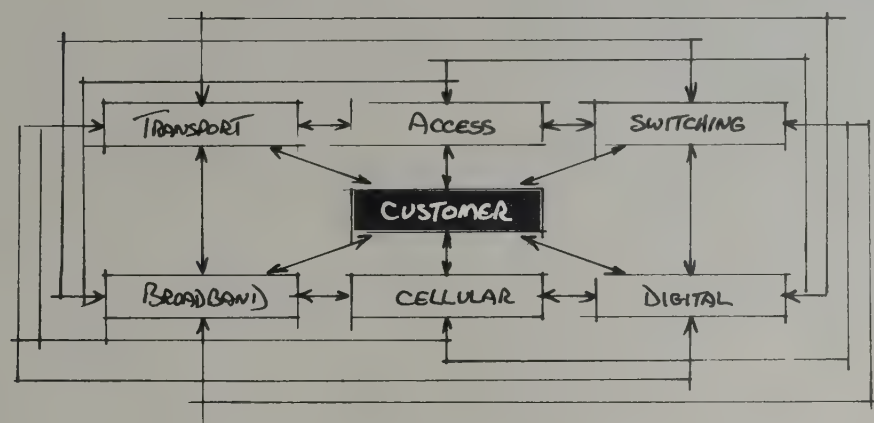 TRANSPORT
ACCESS
SWITCHING
CUSTOMER
BROADBAND
CELLULAR
DIGITAL